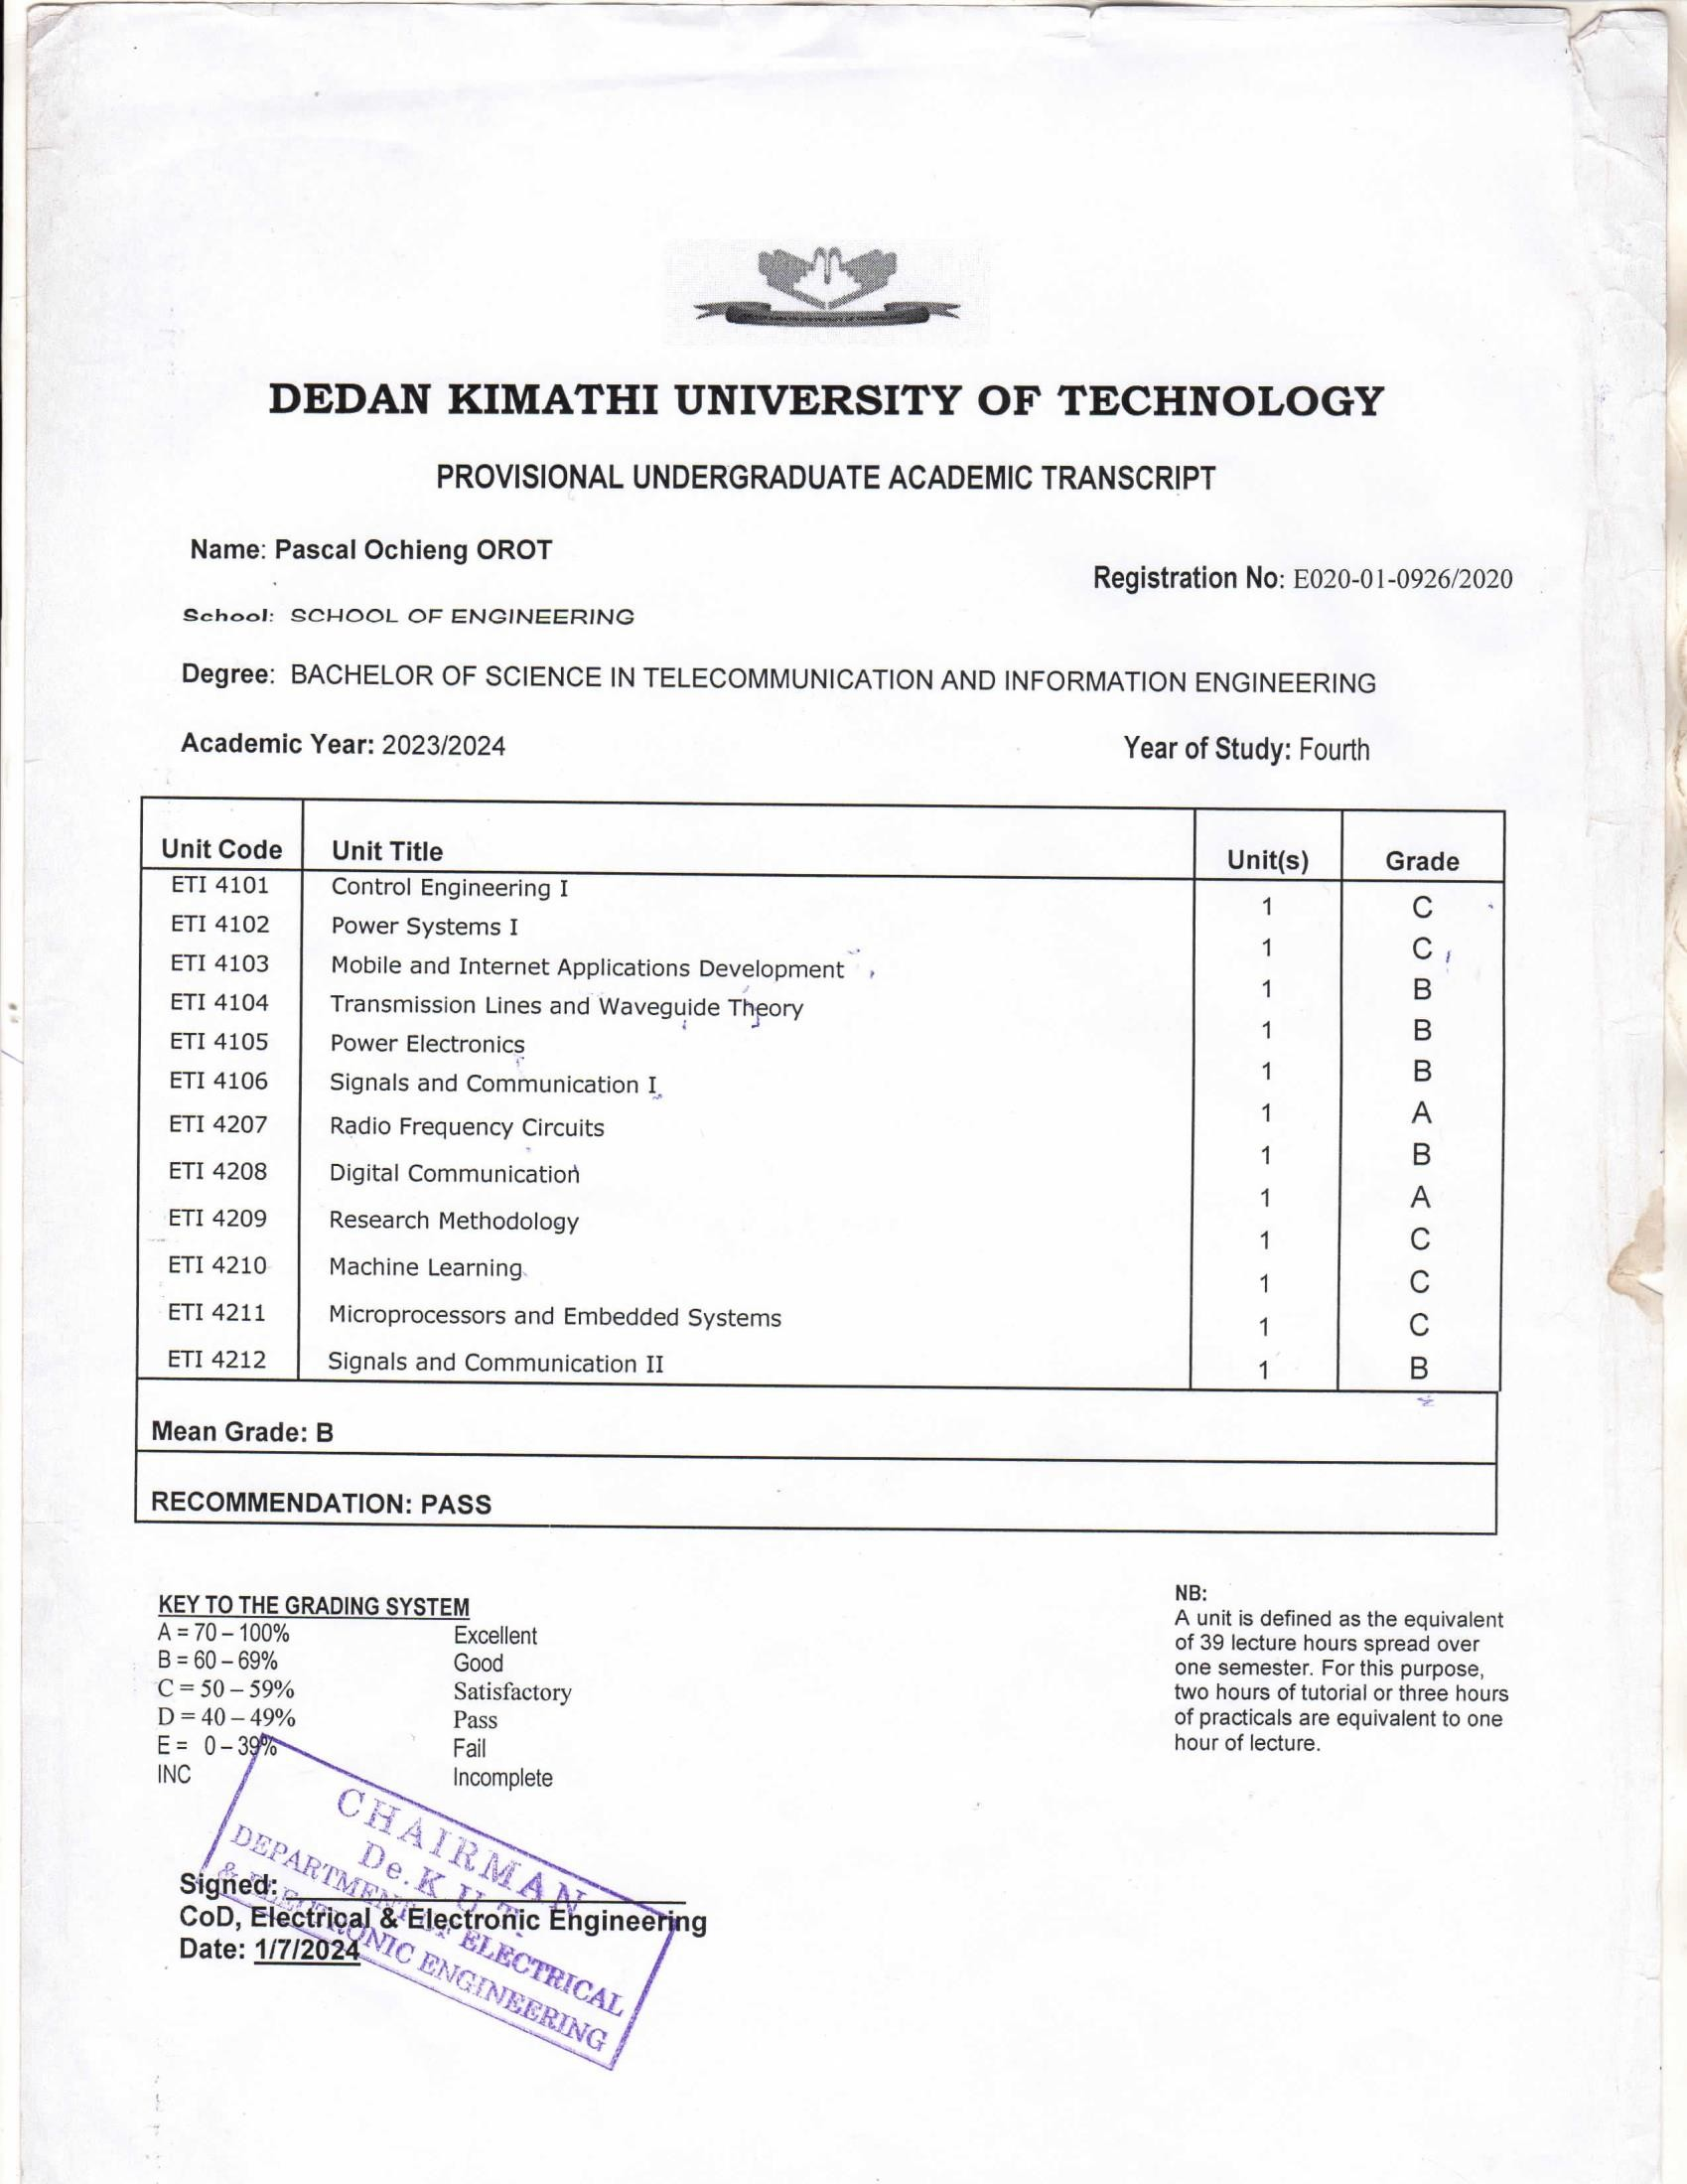 DEDAN KIMATHI UNIVERSITY OF TECHNOLOGY
PROVISIONAL UNDERGRADUATE ACADEMIC TRANSCRIPT
Name: Pascal Ochieng OROT
Registration No: E020-01-0926/2020
School: SCHOOL OF ENGINEERING
Degree: BACHELOR OF SCIENCE IN TELECOMMUNICATION AND INFORMATION ENGINEERING
Academic Year: 2023/2024 Year of Study: Fourth
Unit Code Unit Title Unit(s) Grade
ETI 4101 Control Engineering I 1 C
ETI 4102 Power Systems I 1 C
ETI 4103 Mobile and Internet Applications Development 1 B
ETI 4104 Transmission Lines and Waveguide Theory 1 B
ETI 4105 Power Electronics 1 B
ETI 4106 Signals and Communication I 1 A
ETI 4207 Radio Frequency Circuits 1 B
ETI 4208 Digital Communication 1 A
ETI 4209 Research Methodology 1 C
ETI 4210 Machine Learning 1 C
ETI 4211 Microprocessors and Embedded Systems 1 C
ETI 4212 Signals and Communication II 1 B
Mean Grade: B
RECOMMENDATION: PASS
KEY TO THE GRADING SYSTEM
A = 70 – 100% Excellent
B = 60 – 69% Good
C = 50 – 59% Satisfactory
D = 40 – 49% Pass
E = 0 – 39% Fail
INC Incomplete
NB:
A unit is defined as the equivalent
of 39 lecture hours spread over
one semester. For this purpose,
two hours of tutorial or three hours
of practicals are equivalent to one
hour of lecture.
CHAIRMAN
De.K.U.T.
DEPARTMENT OF ELECTRICAL
& ELECTRONIC ENGINEERING
Signed:
CoD, Electrical & Electronic Engineering
Date: 1/7/2024